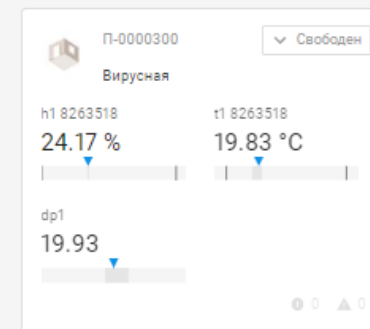 П-0000300
Свободен
Вирусная
h1 8263518
t1 8263518
24.17 %
19.83 °C
dp1
19.93
0
0